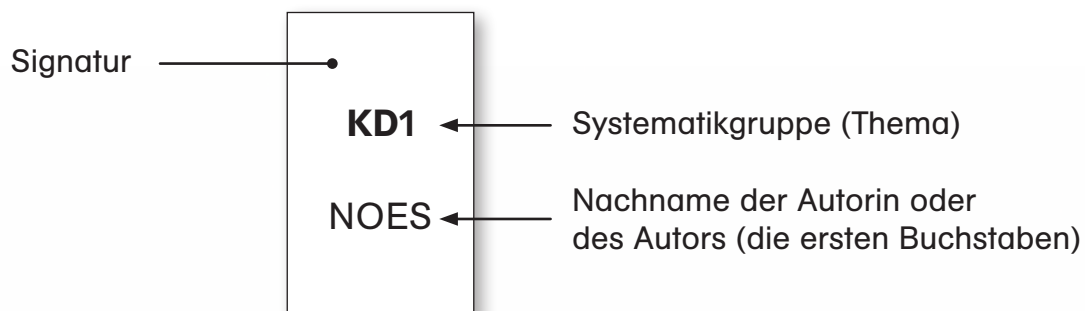 Signatur
KD1
Systematikgruppe (Thema)
NOES
Nachname der Autorin oder
des Autors (die ersten Buchstaben)